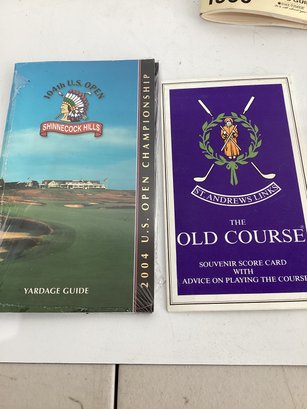 104th U.S. OPEN
SHINNECOCK HILLS
YARDAGE GUIDE
2004 U.S. OPEN CHAMPIONSHIP
ST. ANDREWS LINKS
THE
OLD COURSE
SOUVENIR SCORE CARD
WITH
ADVICE ON PLAYING THE COURSE